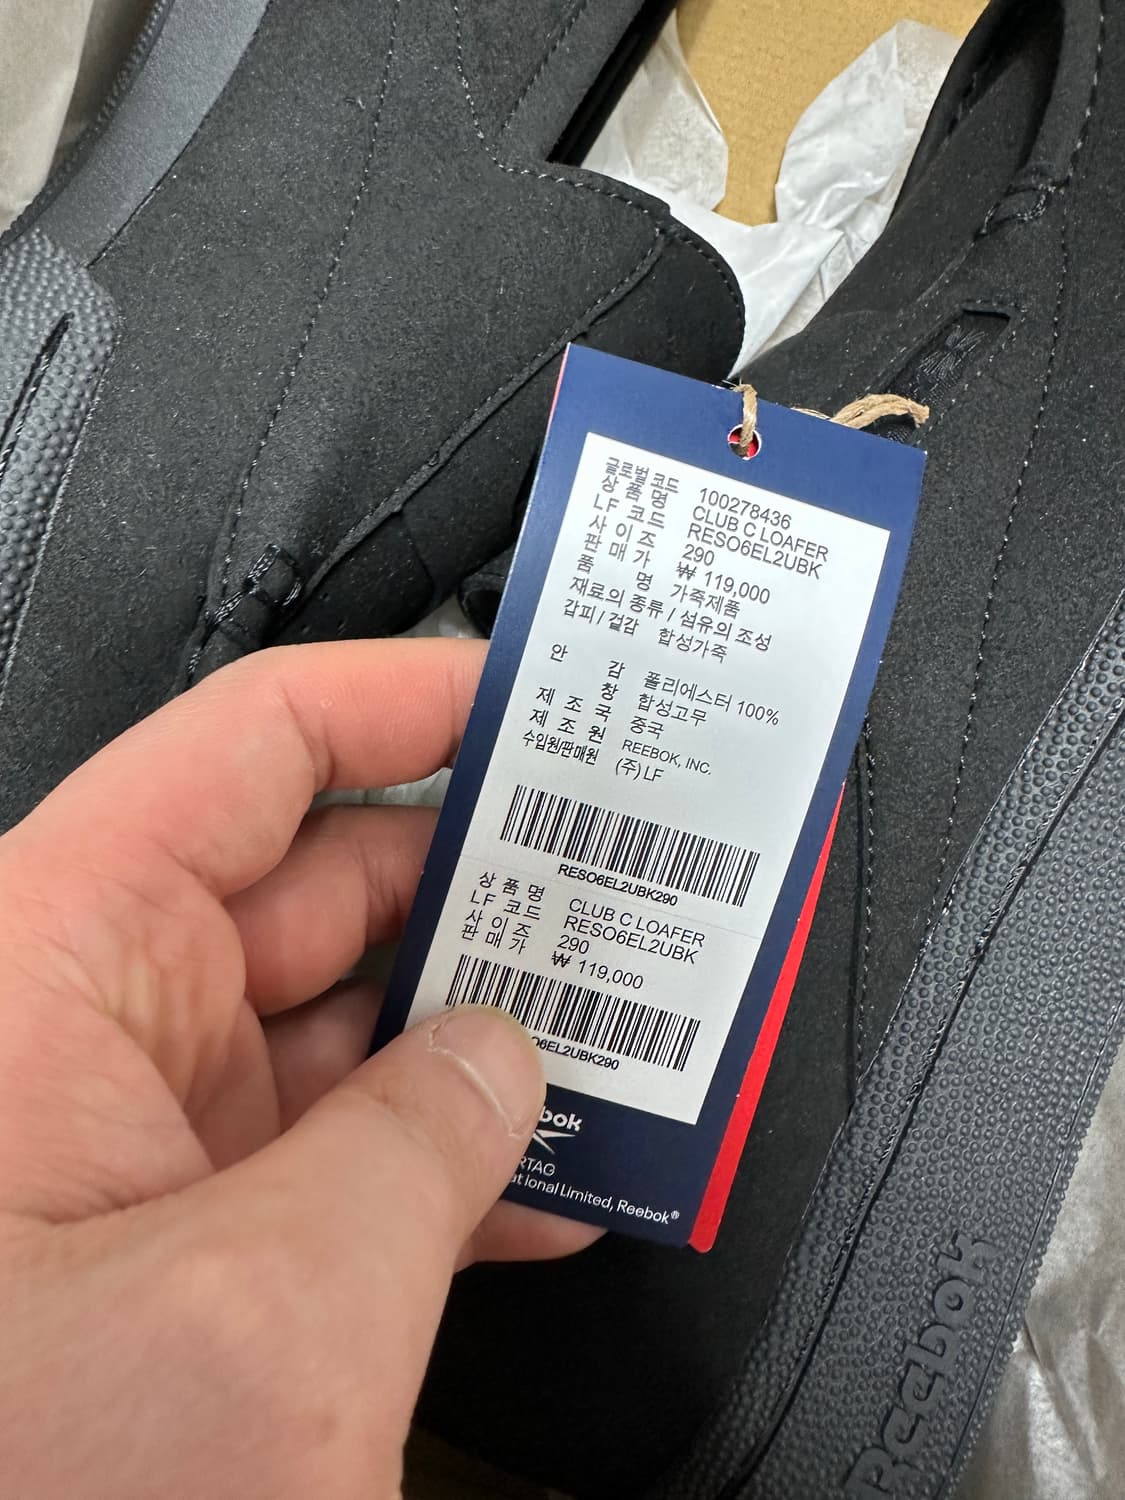 글로벌코드 100278436
상품명 CLUB C LOAFER
LF 코드 RESO6EL2UBK
사이즈 290
판매가 ₩ 119,000
품명 가죽제품
재료의 종류 / 섬유의 조성
갑피 / 겉감 합성가죽
안감 폴리에스터 100%
창 합성고무
제조국 중국
제조원 REEBOK, INC.
수입원/판매원 (주) LF
RESO6EL2UBK290
상품명 CLUB C LOAFER
LF 코드 RESO6EL2UBK
사이즈 290
판매가 ₩ 119,000
O6EL2UBK290
bok
RTAG
ational Limited, Reebok®
Reebok